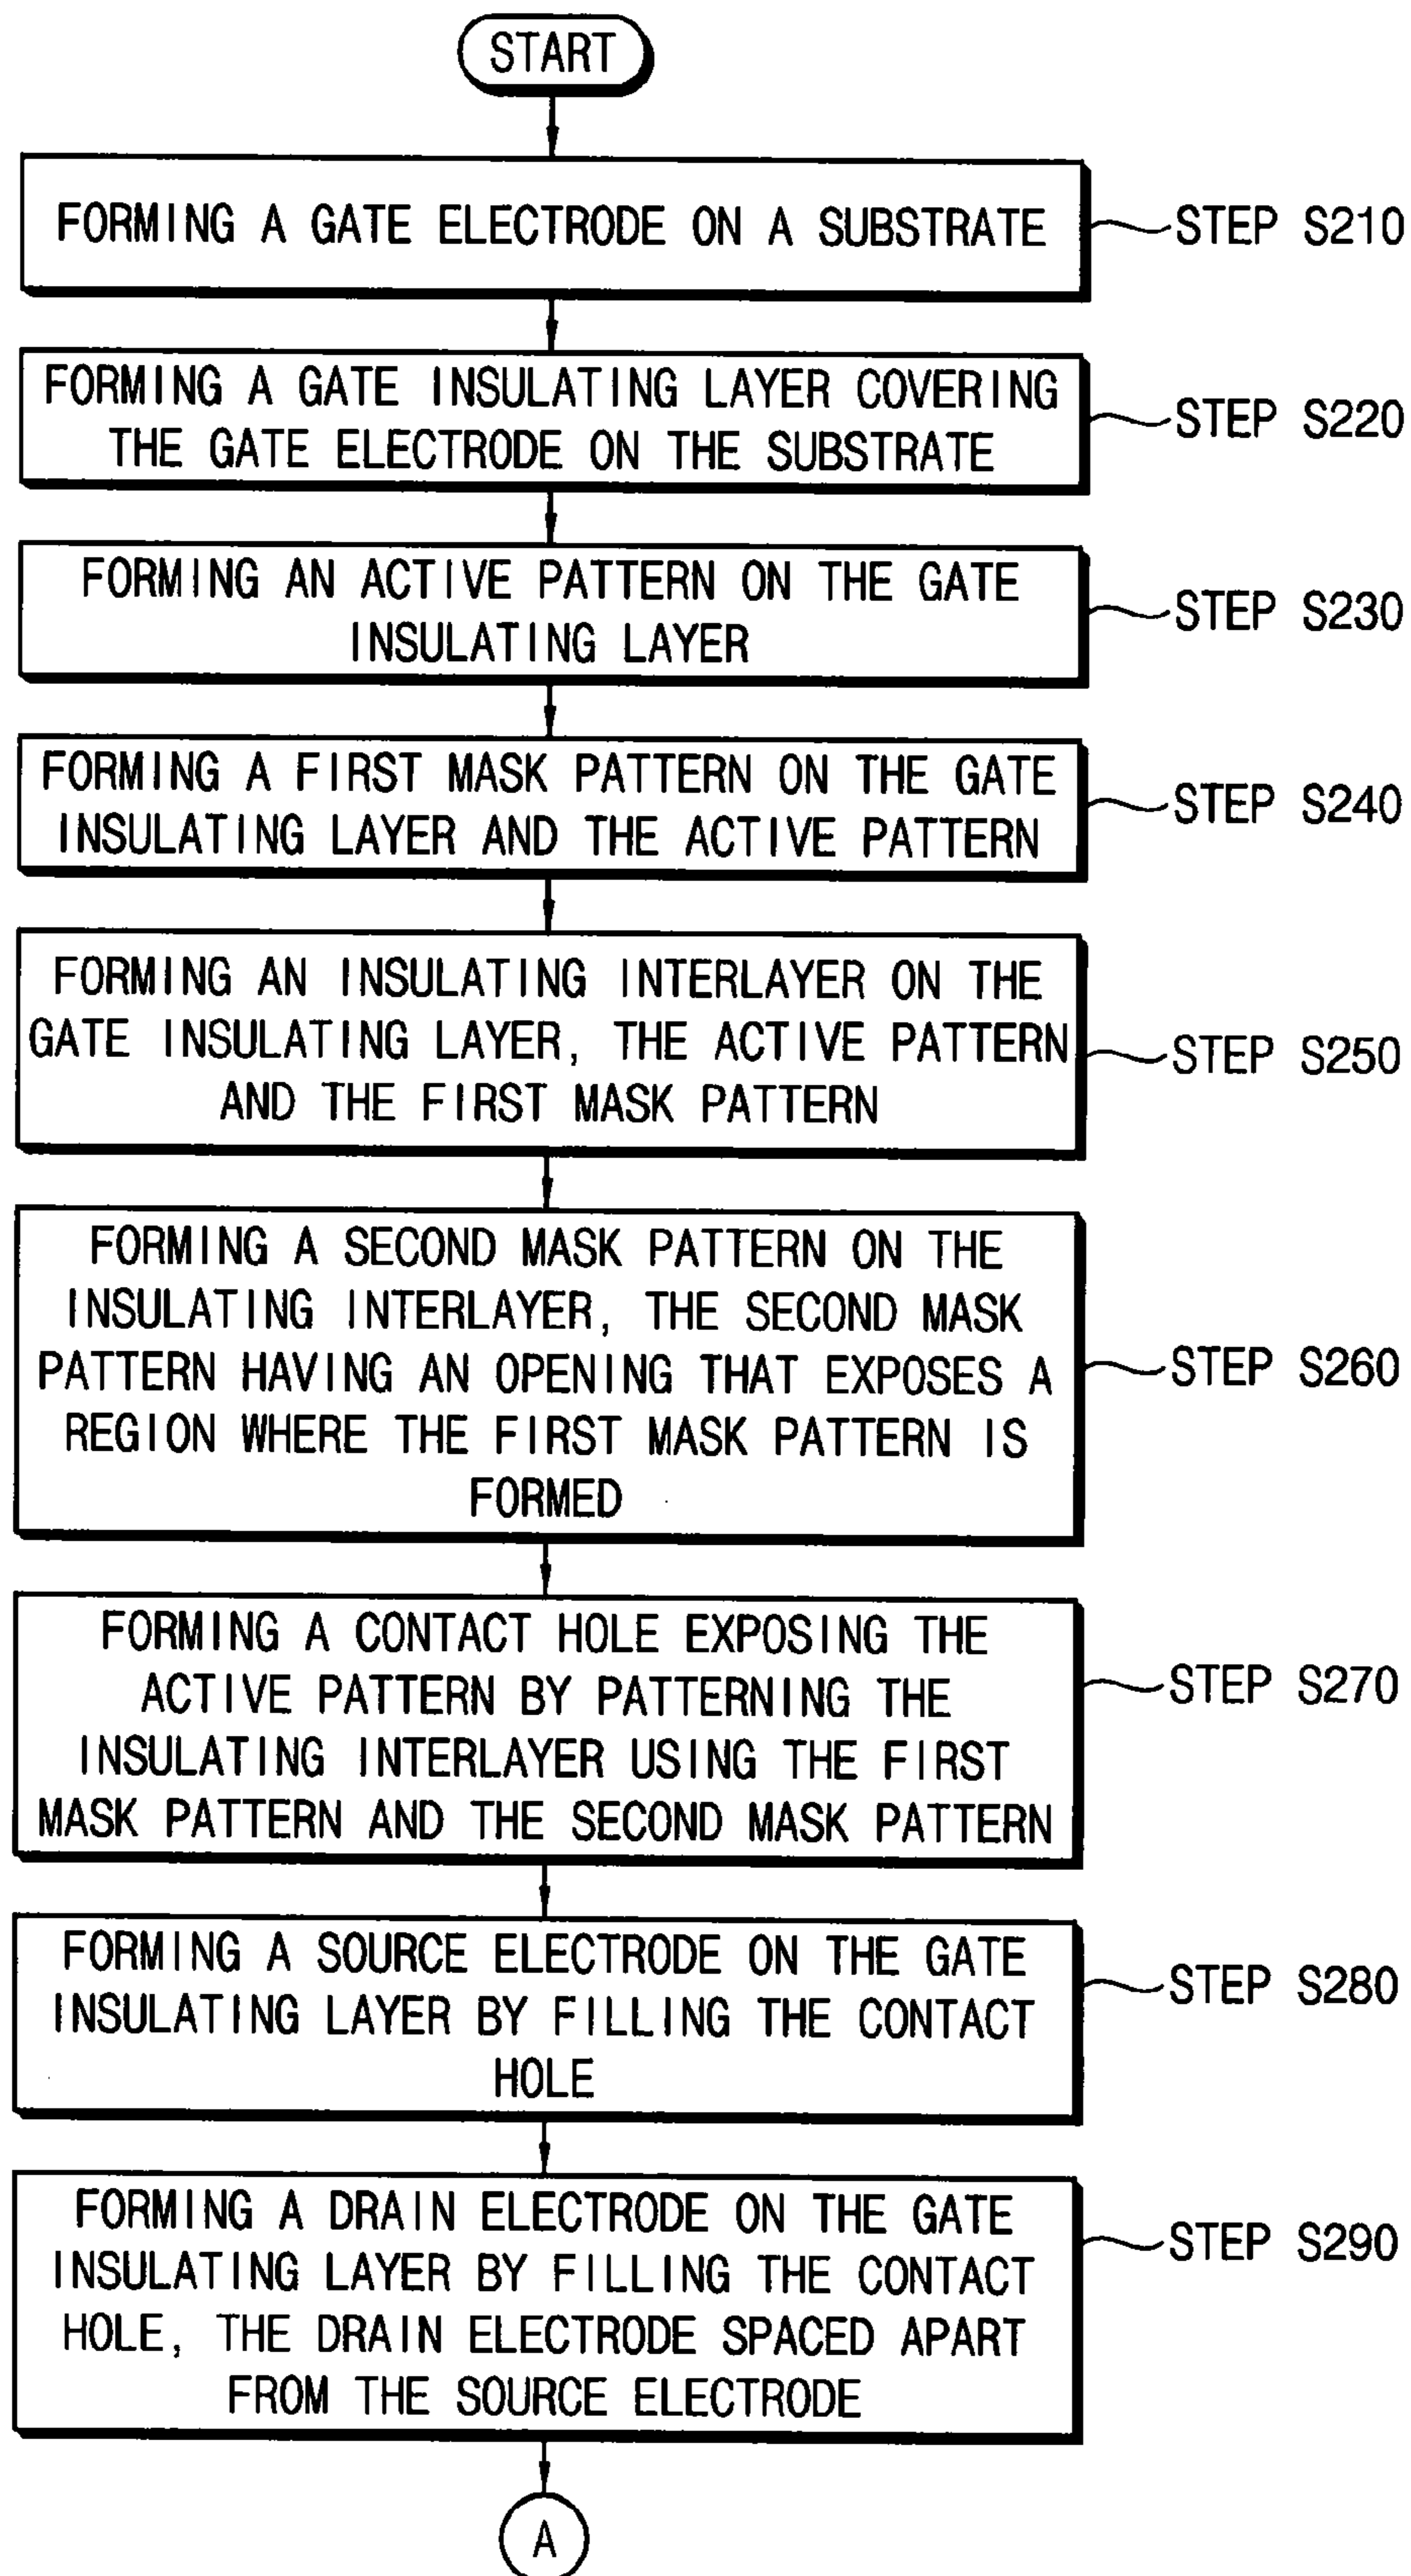 START
FORMING A GATE ELECTRODE ON A SUBSTRATE
STEP S210
FORMING A GATE INSULATING LAYER COVERING
THE GATE ELECTRODE ON THE SUBSTRATE
STEP S220
FORMING AN ACTIVE PATTERN ON THE GATE
INSULATING LAYER
STEP S230
FORMING A FIRST MASK PATTERN ON THE GATE
INSULATING LAYER AND THE ACTIVE PATTERN
STEP S240
FORMING AN INSULATING INTERLAYER ON THE
GATE INSULATING LAYER, THE ACTIVE PATTERN
AND THE FIRST MASK PATTERN
STEP S250
FORMING A SECOND MASK PATTERN ON THE
INSULATING INTERLAYER, THE SECOND MASK
PATTERN HAVING AN OPENING THAT EXPOSES A
REGION WHERE THE FIRST MASK PATTERN IS
FORMED
STEP S260
FORMING A CONTACT HOLE EXPOSING THE
ACTIVE PATTERN BY PATTERNING THE
INSULATING INTERLAYER USING THE FIRST
MASK PATTERN AND THE SECOND MASK PATTERN
STEP S270
FORMING A SOURCE ELECTRODE ON THE GATE
INSULATING LAYER BY FILLING THE CONTACT
HOLE
STEP S280
FORMING A DRAIN ELECTRODE ON THE GATE
INSULATING LAYER BY FILLING THE CONTACT
HOLE, THE DRAIN ELECTRODE SPACED APART
FROM THE SOURCE ELECTRODE
STEP S290
A